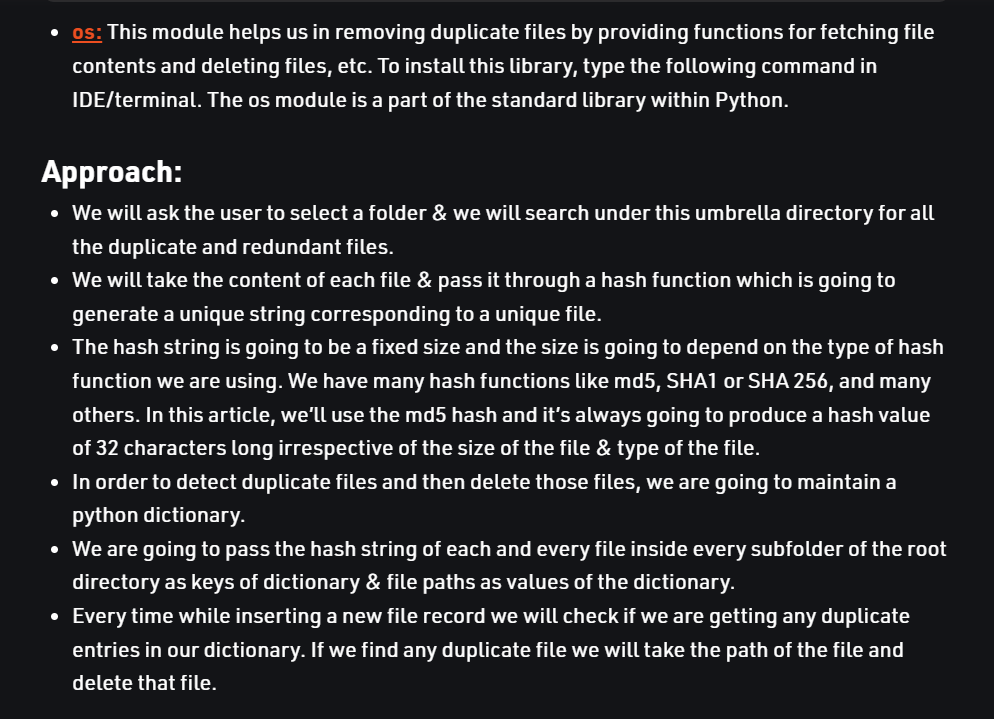 • os: This module helps us in removing duplicate files by providing functions for fetching file
contents and deleting files, etc. To install this library, type the following command in
IDE/terminal. The os module is a part of the standard library within Python.
Approach:
• We will ask the user to select a folder & we will search under this umbrella directory for all
the duplicate and redundant files.
• We will take the content of each file & pass it through a hash function which is going to
generate a unique string corresponding to a unique file.
• The hash string is going to be a fixed size and the size is going to depend on the type of hash
function we are using. We have many hash functions like md5, SHA1 or SHA 256, and many
others. In this article, we’ll use the md5 hash and it’s always going to produce a hash value
of 32 characters long irrespective of the size of the file & type of the file.
• In order to detect duplicate files and then delete those files, we are going to maintain a
python dictionary.
• We are going to pass the hash string of each and every file inside every subfolder of the root
directory as keys of dictionary & file paths as values of the dictionary.
• Every time while inserting a new file record we will check if we are getting any duplicate
entries in our dictionary. If we find any duplicate file we will take the path of the file and
delete that file.